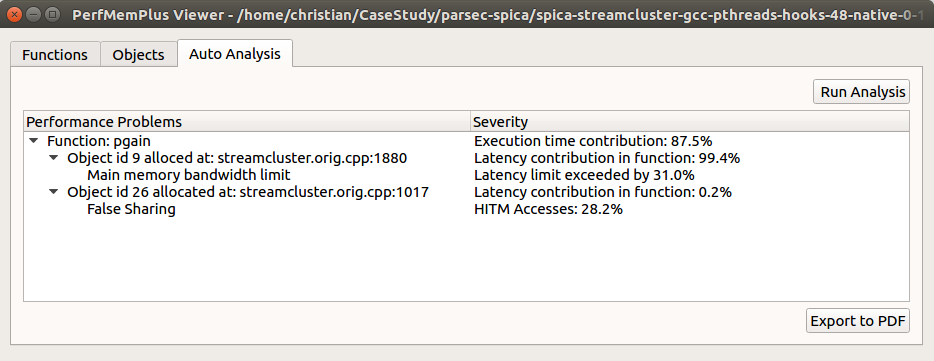 PerfMemPlus Viewer - /home/christian/CaseStudy/parsec-spica/spica-streamcluster-gcc-pthreads-hooks-48-native-0-1
Functions Objects Auto Analysis
Run Analysis
Performance Problems Severity
Function: pgain Execution time contribution: 87.5%
Object id 9 alloced at: streamcluster.orig.cpp:1880 Latency contribution in function: 99.4%
Main memory bandwidth limit Latency limit exceeded by 31.0%
Object id 26 allocated at: streamcluster.orig.cpp:1017 Latency contribution in function: 0.2%
False Sharing HITM Accesses: 28.2%
Export to PDF